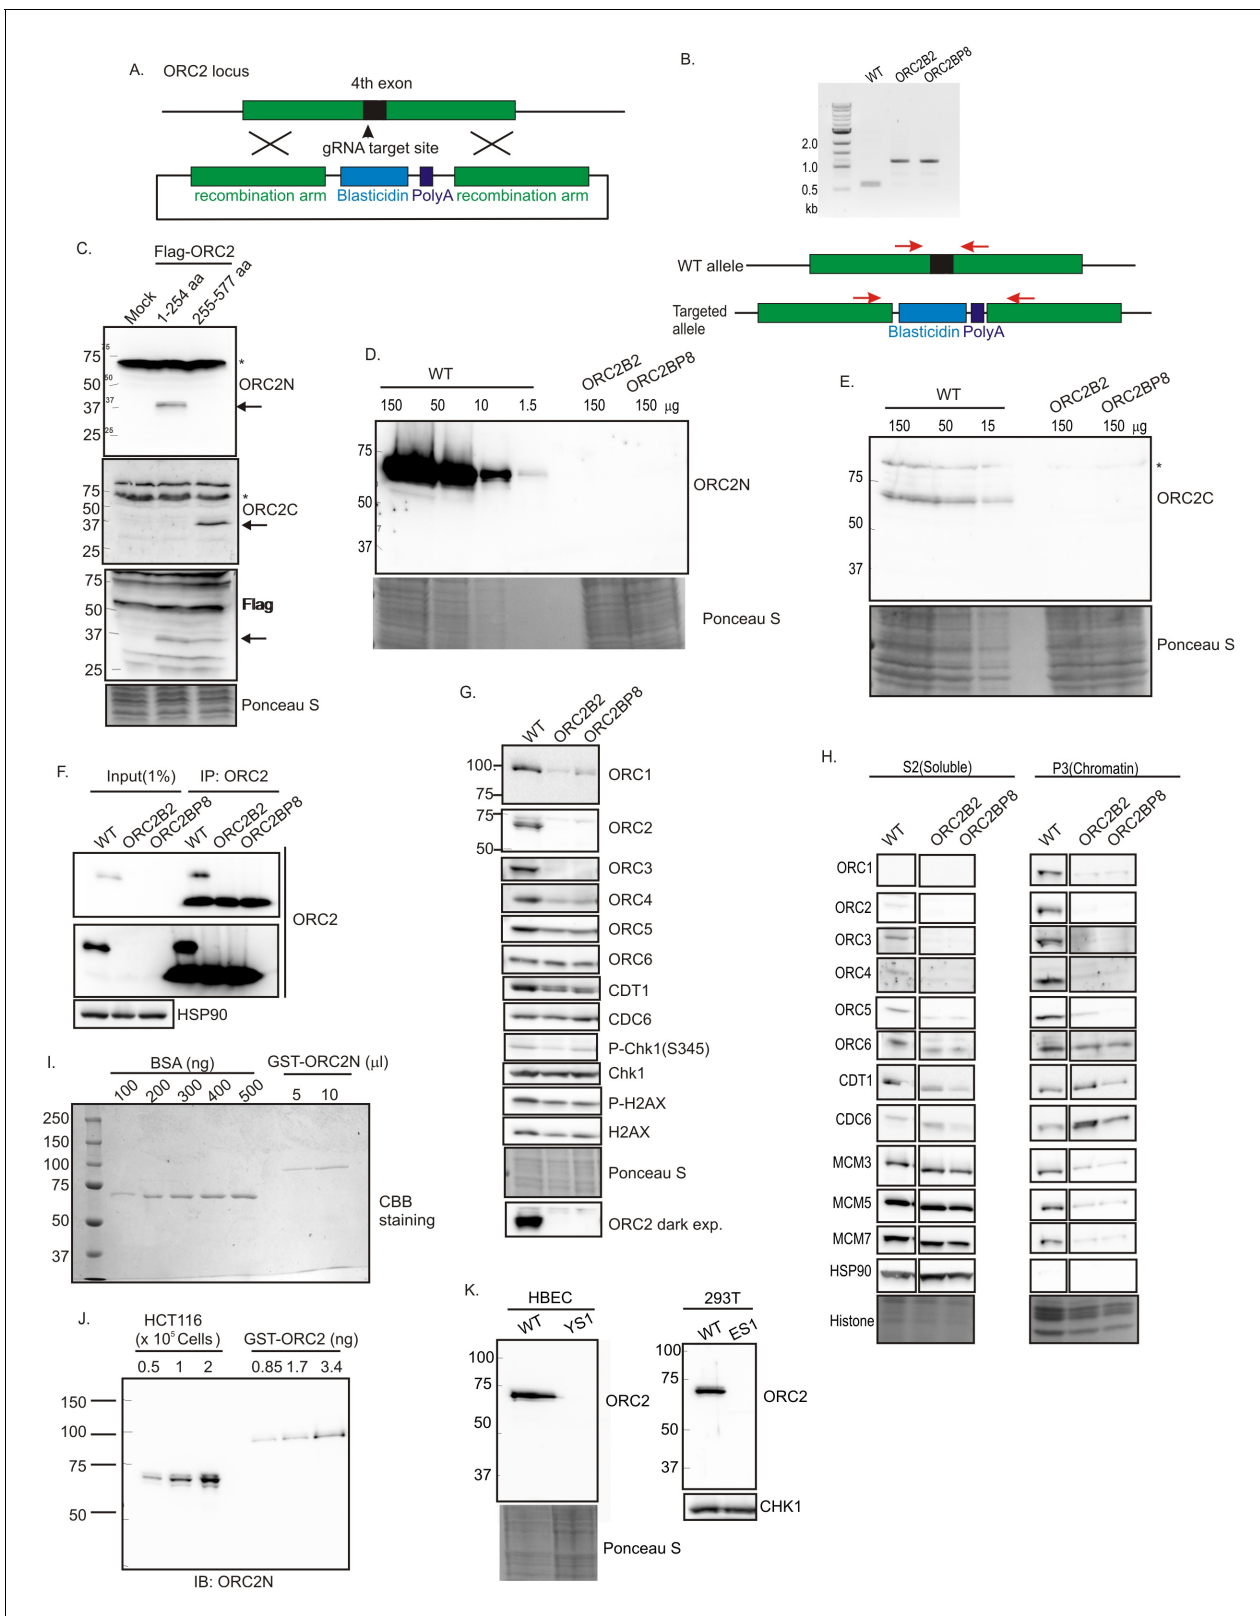 A.
ORC2 locus
4th exon
gRNA target site
recombination arm
Blasticidin
PolyA
recombination arm
B.
WT
ORC2B2
ORC2BP8
2.0
1.0
0.5
kb
WT allele
Targeted
allele
Blasticidin
PolyA
C.
Flag-ORC2
Mock
1-254 aa
255-577 aa
75
50
37
25
75
50
25
*
ORC2N
75
50
37
25
*
ORC2C
75
50
37
25
Flag
Ponceau S
D.
WT
ORC2B2
ORC2BP8
150
50
10
1.5
150
150 µg
75
50
37
ORC2N
Ponceau S
E.
WT
ORC2B2
ORC2BP8
150
50
15
150
150 µg
75
50
37
*
ORC2C
Ponceau S
F.
Input(1%)
IP: ORC2
WT
ORC2B2
ORC2BP8
WT
ORC2B2
ORC2BP8
ORC2
HSP90
G.
WT
ORC2B2
ORC2BP8
100
75
ORC1
75
50
ORC2
ORC3
ORC4
ORC5
ORC6
CDT1
CDC6
P-Chk1(S345)
Chk1
P-H2AX
H2AX
Ponceau S
ORC2 dark exp.
H.
S2(Soluble)
P3(Chromatin)
WT
ORC2B2
ORC2BP8
WT
ORC2B2
ORC2BP8
ORC1
ORC2
ORC3
ORC4
ORC5
ORC6
CDT1
CDC6
MCM3
MCM5
MCM7
HSP90
Histone
I.
BSA (ng)
GST-ORC2N (µl)
100
200
300
400
500
5
10
250
150
100
75
50
37
CBB
staining
J.
HCT116
(x 10⁵ Cells)
GST-ORC2 (ng)
0.5
1
2
0.85
1.7
3.4
150
100
75
50
IB: ORC2N
K.
HBEC
WT
YS1
100
75
50
37
ORC2
Ponceau S
293T
WT
ES1
100
75
50
37
ORC2
CHK1